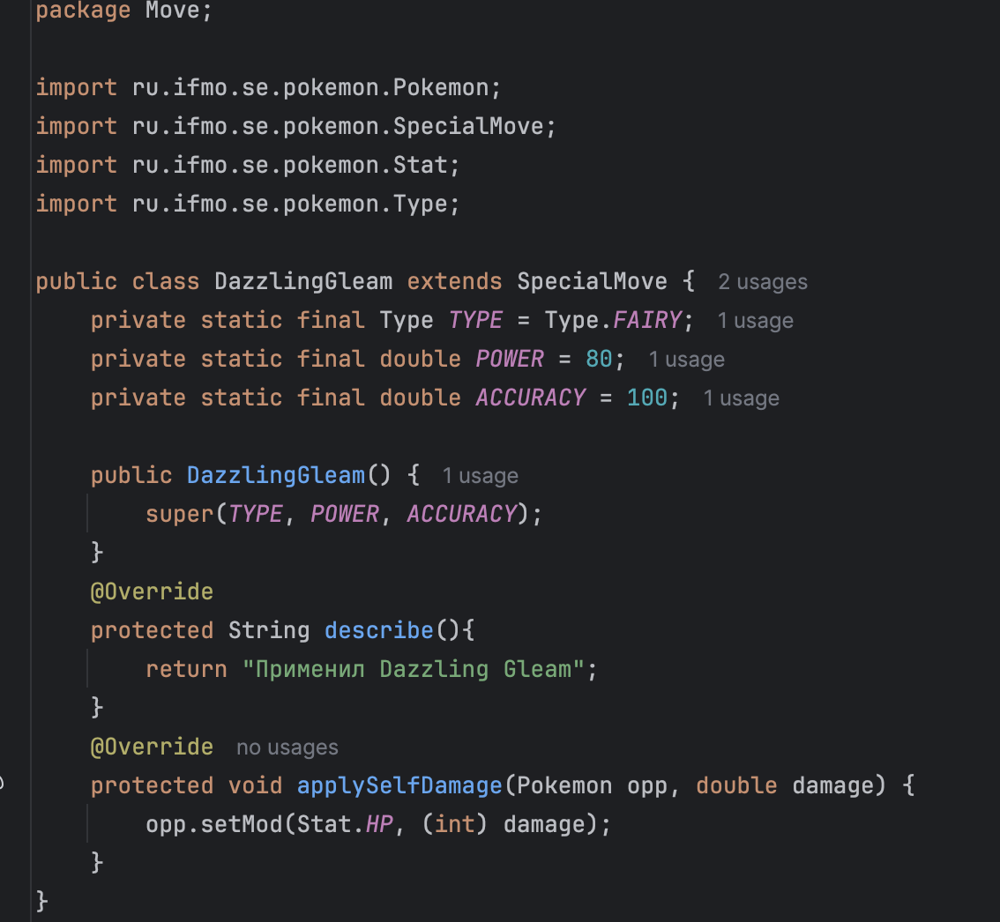 package Move;
import ru.ifmo.se.pokemon.Pokemon;
import ru.ifmo.se.pokemon.SpecialMove;
import ru.ifmo.se.pokemon.Stat;
import ru.ifmo.se.pokemon.Type;
public class DazzlingGleam extends SpecialMove { 2 usages
    private static final Type TYPE = Type.FAIRY; 1 usage
    private static final double POWER = 80; 1 usage
    private static final double ACCURACY = 100; 1 usage
    public DazzlingGleam() { 1 usage
        super(TYPE, POWER, ACCURACY);
    }
    @Override
    protected String describe(){
        return "Применил Dazzling Gleam";
    }
    @Override no usages
    protected void applySelfDamage(Pokemon opp, double damage) {
        opp.setMod(Stat.HP, (int) damage);
    }
}